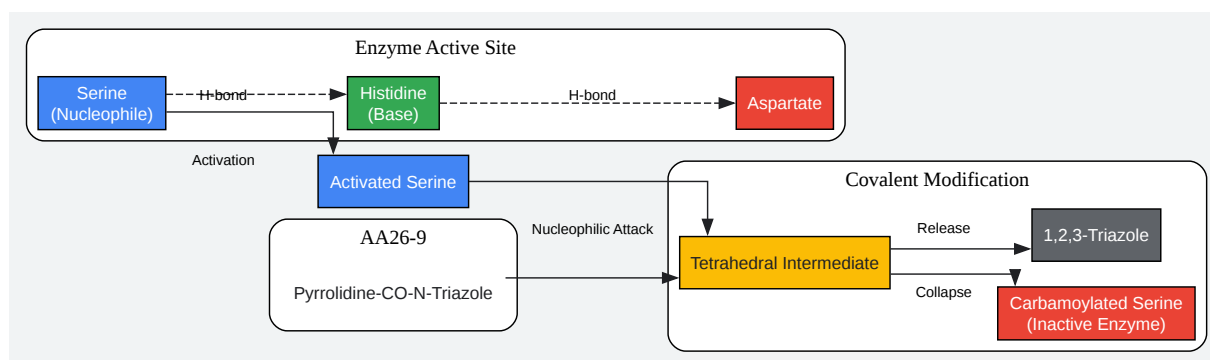 Enzyme Active Site
Serine
(Nucleophile)
H-bond
Histidine
(Base)
H-bond
Aspartate
Activation
Activated Serine
Covalent Modification
AA26-9
Pyrrolidine-CO-N-Triazole
Nucleophilic Attack
Tetrahedral Intermediate
Release
1,2,3-Triazole
Collapse
Carbamoylated Serine
(Inactive Enzyme)